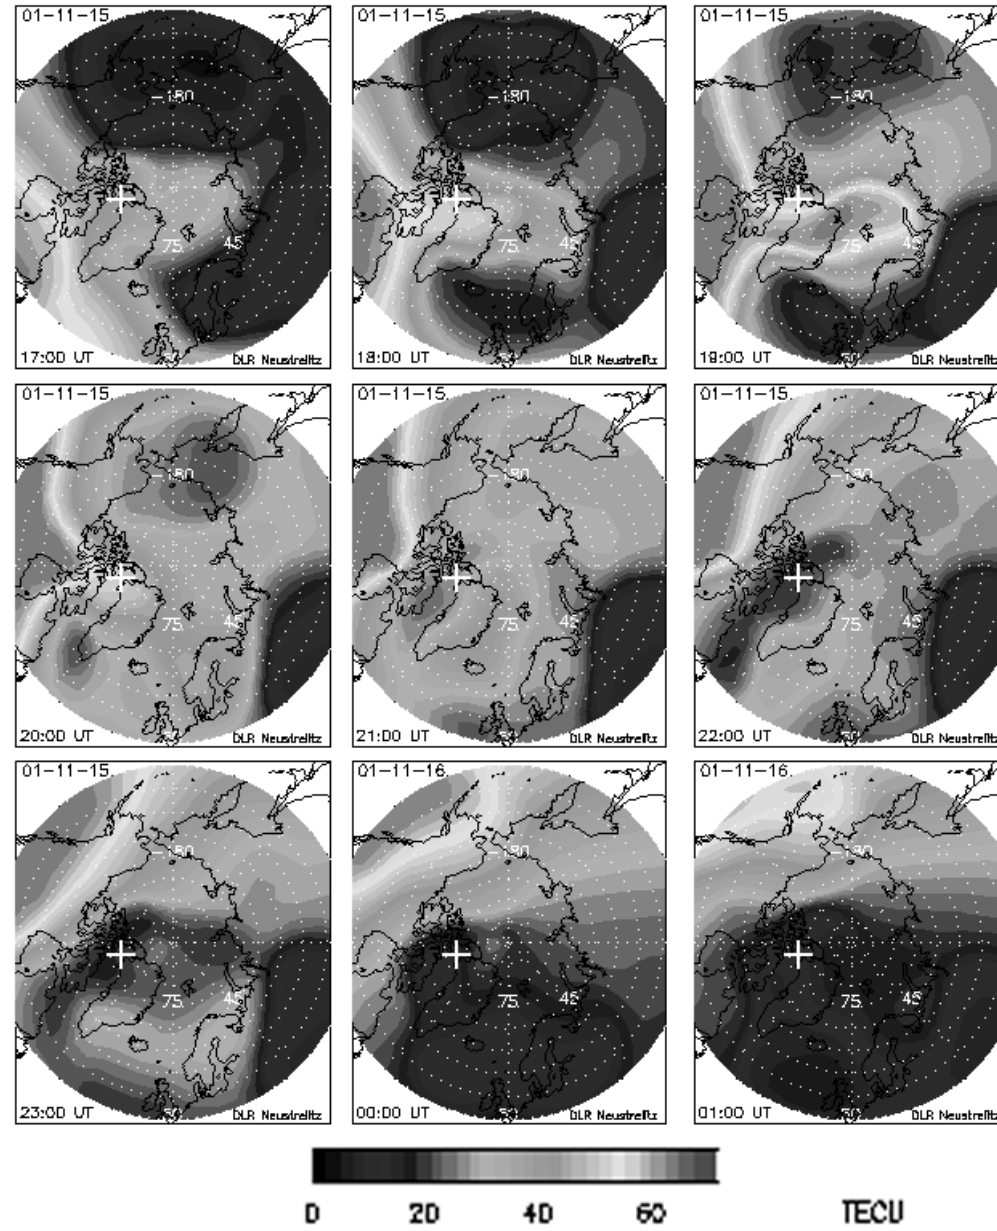 01-11-15 01-11-15 01-11-15
-180 -180 -180
75 45 75 45 75 45
17:00 UT DLR Neustrelitz 18:00 UT DLR Neustrelitz 19:00 UT DLR Neustrelitz
01-11-15 01-11-15 01-11-15
-180 -180 -180
75 45 75 45 75 45
20:00 UT DLR Neustrelitz 21:00 UT DLR Neustrelitz 22:00 UT DLR Neustrelitz
01-11-15 01-11-16 01-11-16
-180 -180 -180
75 45 75 45 75 45
23:00 UT DLR Neustrelitz 00:00 UT DLR Neustrelitz 01:00 UT DLR Neustrelitz
0 20 40 60 TECU